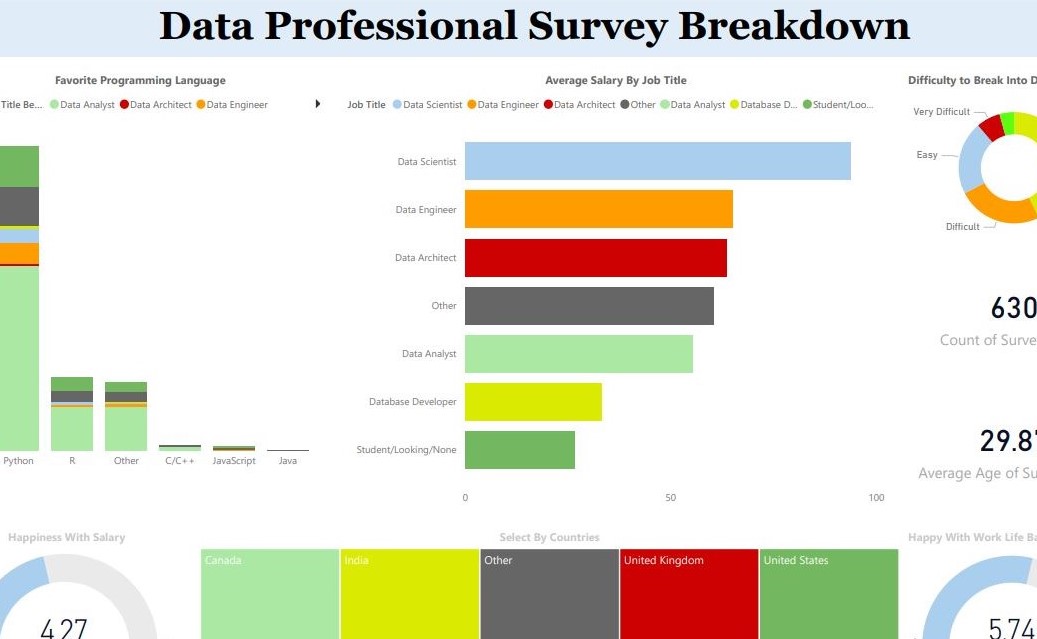 Data Professional Survey Breakdown
Favorite Programming Language
Title Be... Data Analyst Data Architect Data Engineer
Python
R
Other
C/C++
JavaScript
Java
Average Salary By Job Title
Job Title Data Scientist Data Engineer Data Architect Other Data Analyst Database D... Student/Loo...
Data Scientist
Data Engineer
Data Architect
Other
Data Analyst
Database Developer
Student/Looking/None
0 50 100
Difficulty to Break Into D
Very Difficult
Easy
Difficult
630
Count of Surve
29.8
Average Age of Su
Happiness With Salary
4.27
Select By Countries
Canada
India
Other
United Kingdom
United States
Happy With Work Life Ba
5.74